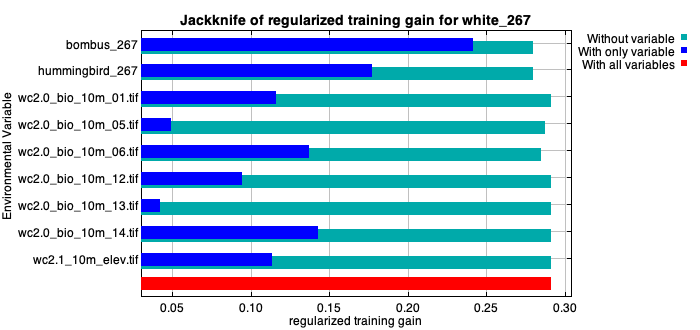 Jackknife of regularized training gain for white_267
Without variable
With only variable
With all variables
Environmental Variable
bombus_267
hummingbird_267
wc2.0_bio_10m_01.tif
wc2.0_bio_10m_05.tif
wc2.0_bio_10m_06.tif
wc2.0_bio_10m_12.tif
wc2.0_bio_10m_13.tif
wc2.0_bio_10m_14.tif
wc2.1_10m_elev.tif
0.05 0.10 0.15 0.20 0.25 0.30
regularized training gain